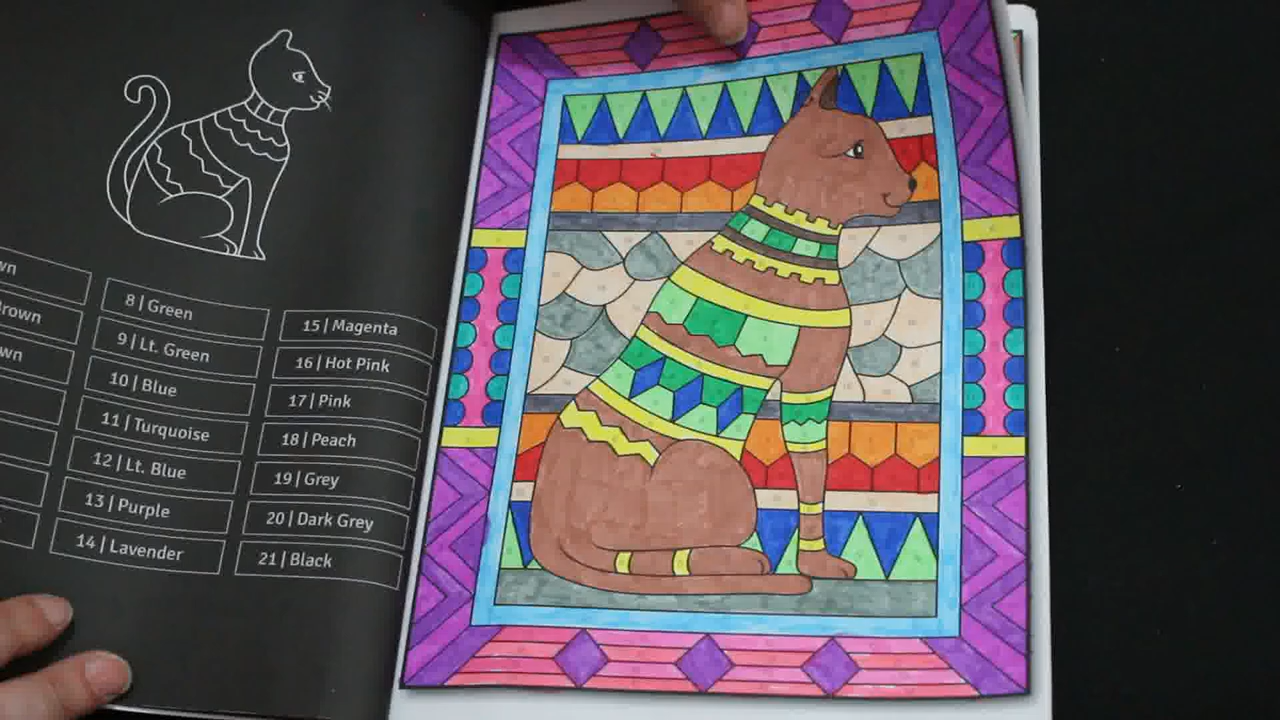 8 | Green
9 | Lt. Green
10 | Blue
11 | Turquoise
12 | Lt. Blue
13 | Purple
14 | Lavender
15 | Magenta
16 | Hot Pink
17 | Pink
18 | Peach
19 | Grey
20 | Dark Grey
21 | Black